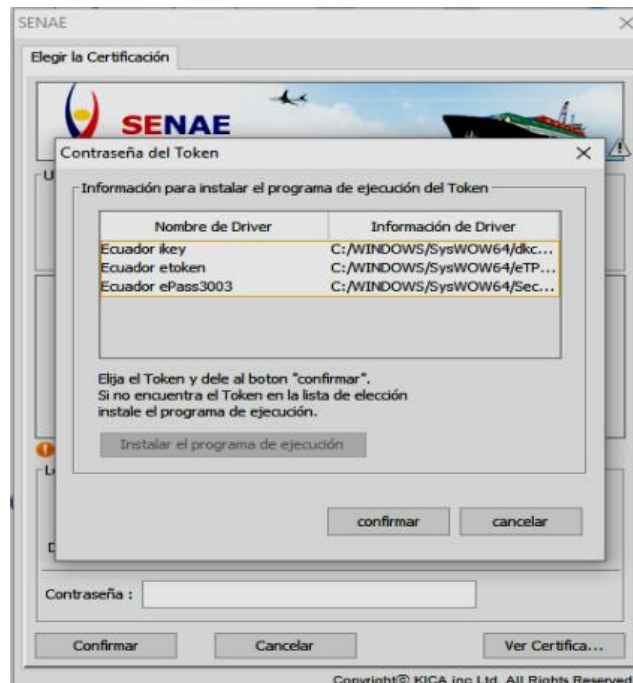 SENAE
Elegir la Certificación
SENAE
Contraseña del Token
U
Información para instalar el programa de ejecución del Token
Nombre de Driver Información de Driver
Ecuador ikey C:/WINDOWS/SysWOW64/dkc...
Ecuador etoken C:/WINDOWS/SysWOW64/eTP...
Ecuador ePass3003 C:/WINDOWS/SysWOW64/Sec...
Elija el Token y dele al boton "confirmar".
Si no encuentra el Token en la lista de elección
instale el programa de ejecución.
Instalar el programa de ejecución
confirmar cancelar
Contraseña :
Confirmar Cancelar Ver Certifica...
Copyright© KICA inc Ltd. All Rights Reserved